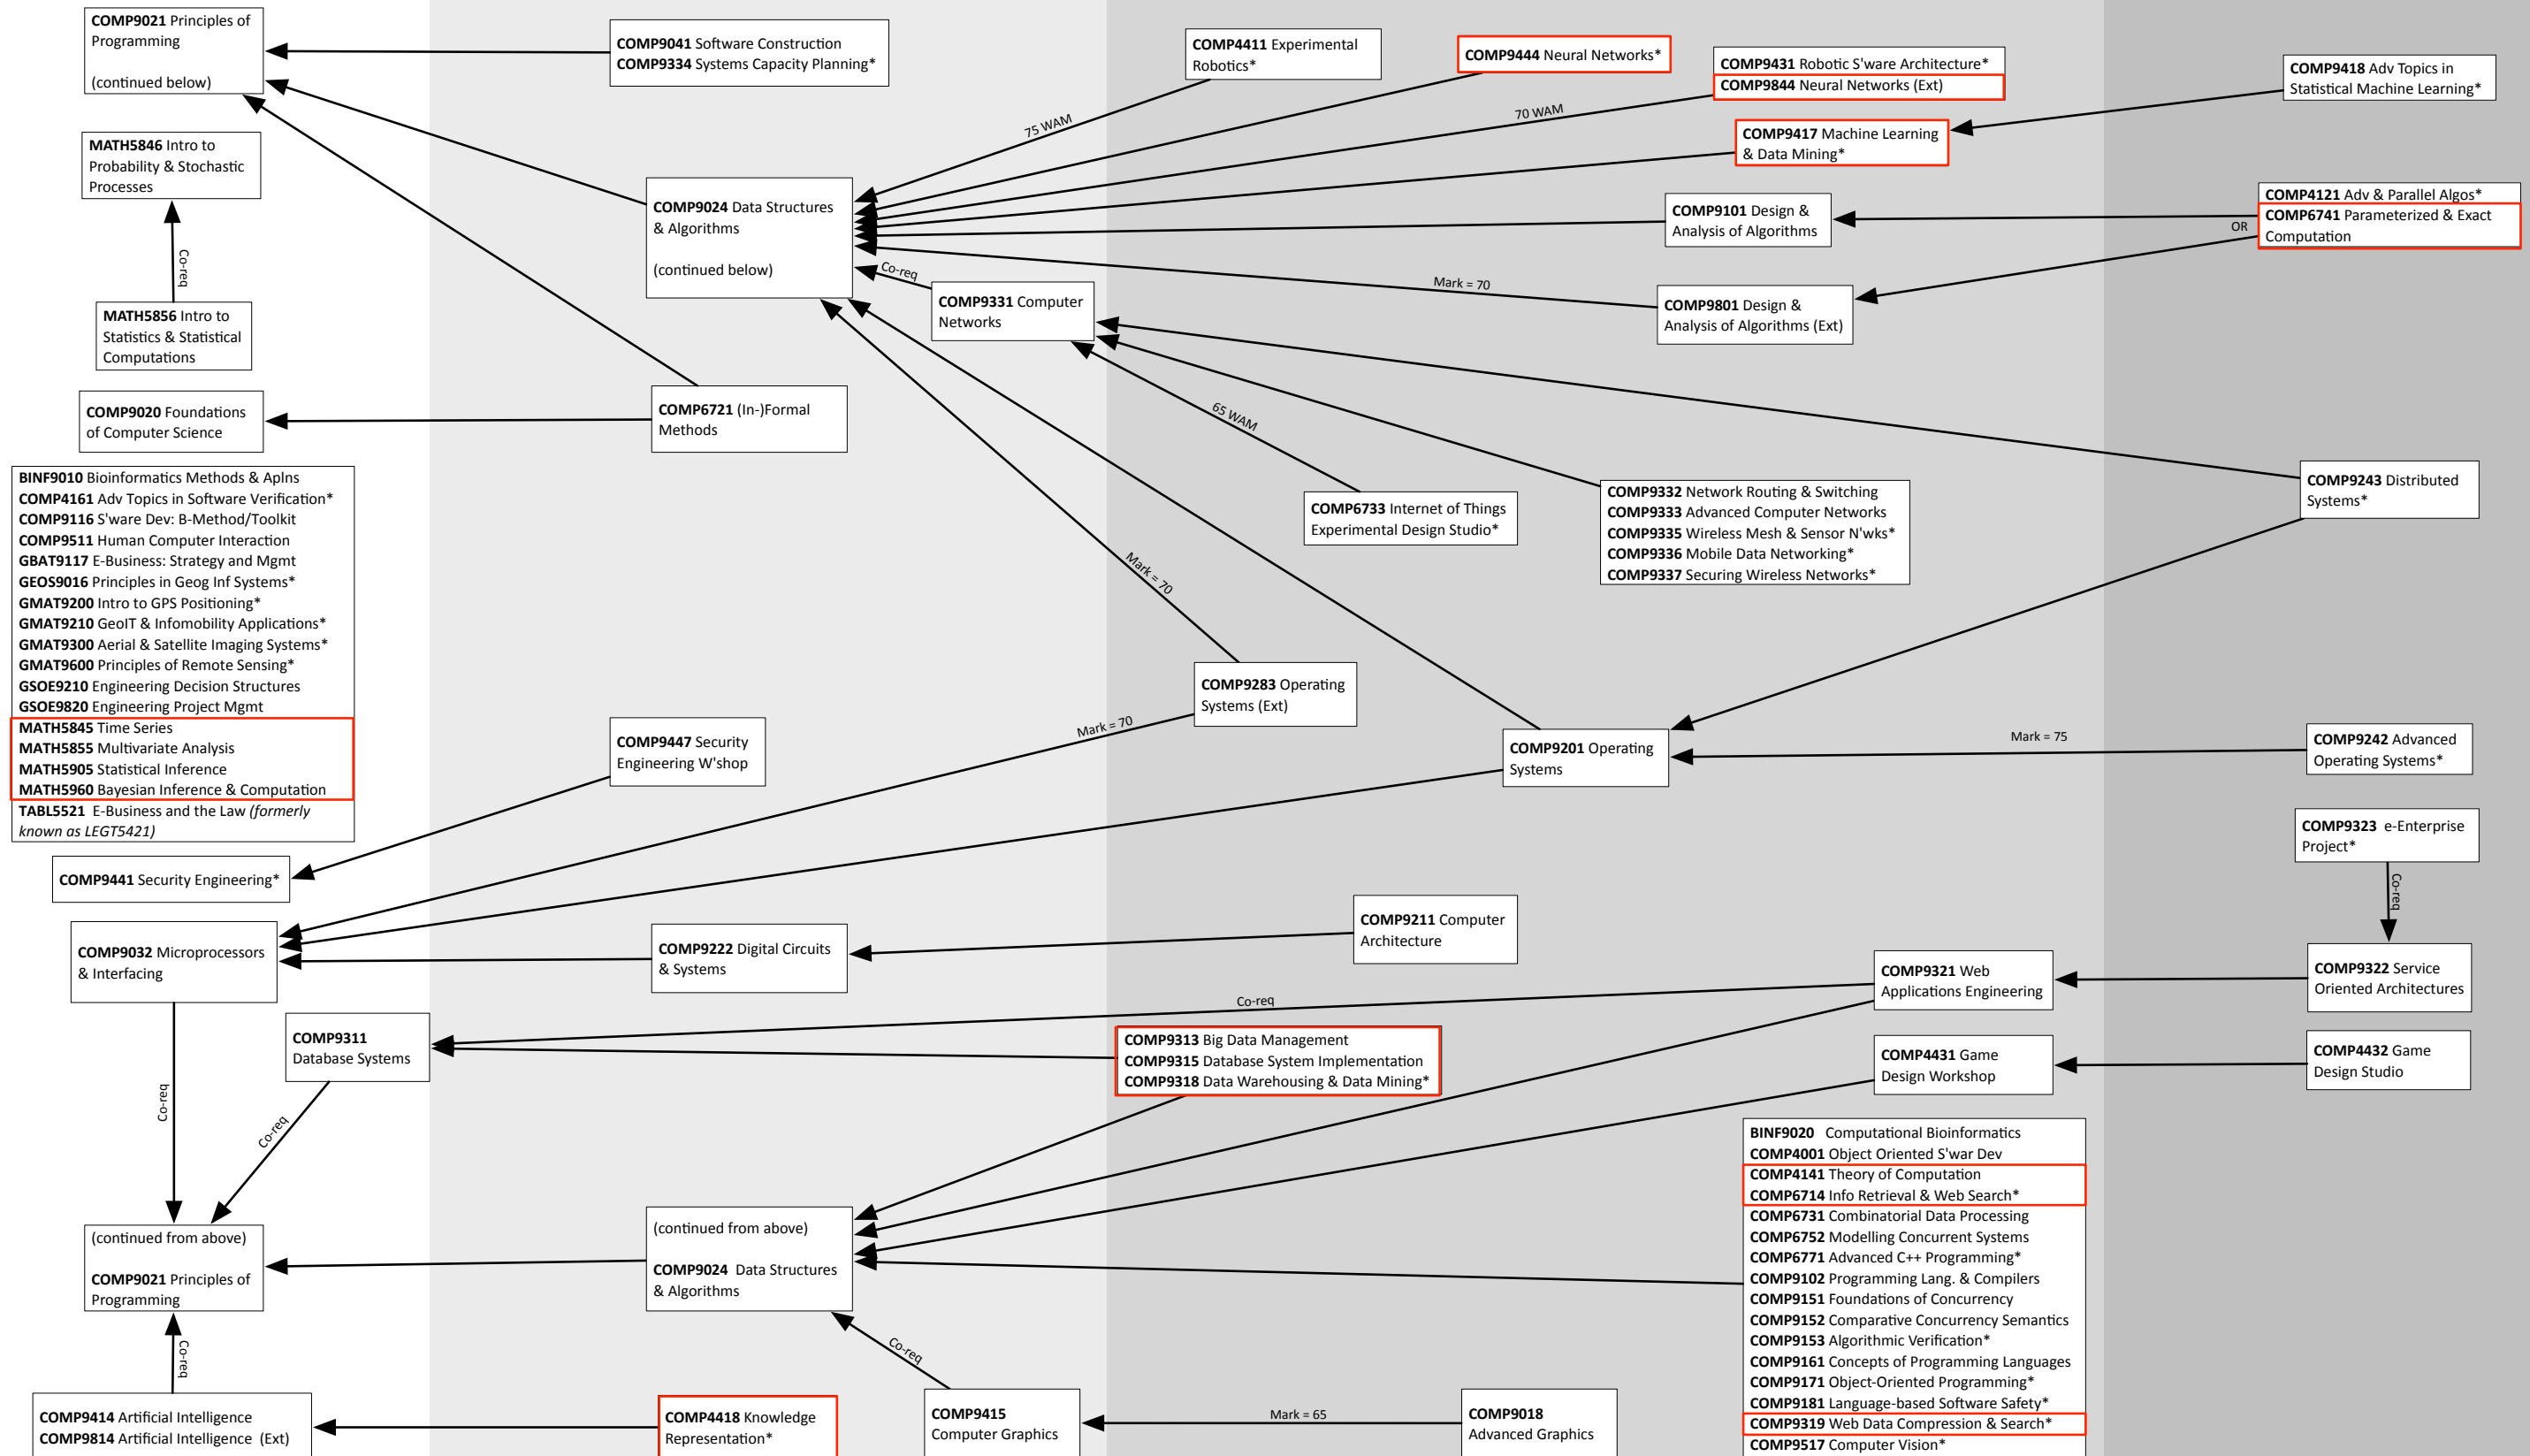 COMP9021 Principles of
Programming
(continued below)
COMP9041 Software Construction
COMP9334 Systems Capacity Planning*
COMP4411 Experimental
Robotics*
COMP9444 Neural Networks*
COMP9431 Robotic S'ware Architecture*
COMP9844 Neural Networks (Ext)
COMP9418 Adv Topics in
Statistical Machine Learning*
75 WAM
70 WAM
COMP9417 Machine Learning
& Data Mining*
MATH5846 Intro to
Probability & Stochastic
Processes
COMP9024 Data Structures
& Algorithms
(continued below)
COMP9101 Design &
Analysis of Algorithms
COMP4121 Adv & Parallel Algos*
COMP6741 Parameterized & Exact
Computation
OR
Co-req
Co-req
Mark = 70
COMP9331 Computer
Networks
COMP9801 Design &
Analysis of Algorithms (Ext)
MATH5856 Intro to
Statistics & Statistical
Computations
COMP9020 Foundations
of Computer Science
COMP6721 (In-)Formal
Methods
65 WAM
BINF9010 Bioinformatics Methods & Aplns
COMP4161 Adv Topics in Software Verification*
COMP9116 S'ware Dev: B-Method/Toolkit
COMP9511 Human Computer Interaction
GBAT9117 E-Business: Strategy and Mgmt
GEOS9016 Principles in Geog Inf Systems*
GMAT9200 Intro to GPS Positioning*
GMAT9210 GeoIT & Infomobility Applications*
GMAT9300 Aerial & Satellite Imaging Systems*
GMAT9600 Principles of Remote Sensing*
GSOE9210 Engineering Decision Structures
GSOE9820 Engineering Project Mgmt
MATH5845 Time Series
MATH5855 Multivariate Analysis
MATH5905 Statistical Inference
MATH5960 Bayesian Inference & Computation
TABL5521 E-Business and the Law (formerly
known as LEGT5421)
COMP6733 Internet of Things
Experimental Design Studio*
COMP9332 Network Routing & Switching
COMP9333 Advanced Computer Networks
COMP9335 Wireless Mesh & Sensor N'wks*
COMP9336 Mobile Data Networking*
COMP9337 Securing Wireless Networks*
COMP9243 Distributed
Systems*
Mark = 70
COMP9283 Operating
Systems (Ext)
Mark = 70
COMP9447 Security
Engineering W'shop
COMP9201 Operating
Systems
Mark = 75
COMP9242 Advanced
Operating Systems*
COMP9323 e-Enterprise
Project*
Co-req
COMP9441 Security Engineering*
COMP9032 Microprocessors
& Interfacing
COMP9222 Digital Circuits
& Systems
COMP9211 Computer
Architecture
COMP9321 Web
Applications Engineering
COMP9322 Service
Oriented Architectures
Co-req
COMP9311
Database Systems
COMP9313 Big Data Management
COMP9315 Database System Implementation
COMP9318 Data Warehousing & Data Mining*
COMP4431 Game
Design Workshop
COMP4432 Game
Design Studio
Co-req
Co-req
BINF9020 Computational Bioinformatics
COMP4001 Object Oriented S'war Dev
COMP4141 Theory of Computation
COMP6714 Info Retrieval & Web Search*
COMP6731 Combinatorial Data Processing
COMP6752 Modelling Concurrent Systems
COMP6771 Advanced C++ Programming*
COMP9102 Programming Lang. & Compilers
COMP9151 Foundations of Concurrency
COMP9152 Comparative Concurrency Semantics
COMP9153 Algorithmic Verification*
COMP9161 Concepts of Programming Languages
COMP9171 Object-Oriented Programming*
COMP9181 Language-based Software Safety*
COMP9319 Web Data Compression & Search*
COMP9517 Computer Vision*
(continued from above)
COMP9021 Principles of
Programming
(continued from above)
COMP9024 Data Structures
& Algorithms
Co-req
Co-req
COMP9414 Artificial Intelligence
COMP9814 Artificial Intelligence (Ext)
COMP4418 Knowledge
Representation*
COMP9415
Computer Graphics
Mark = 65
COMP9018
Advanced Graphics